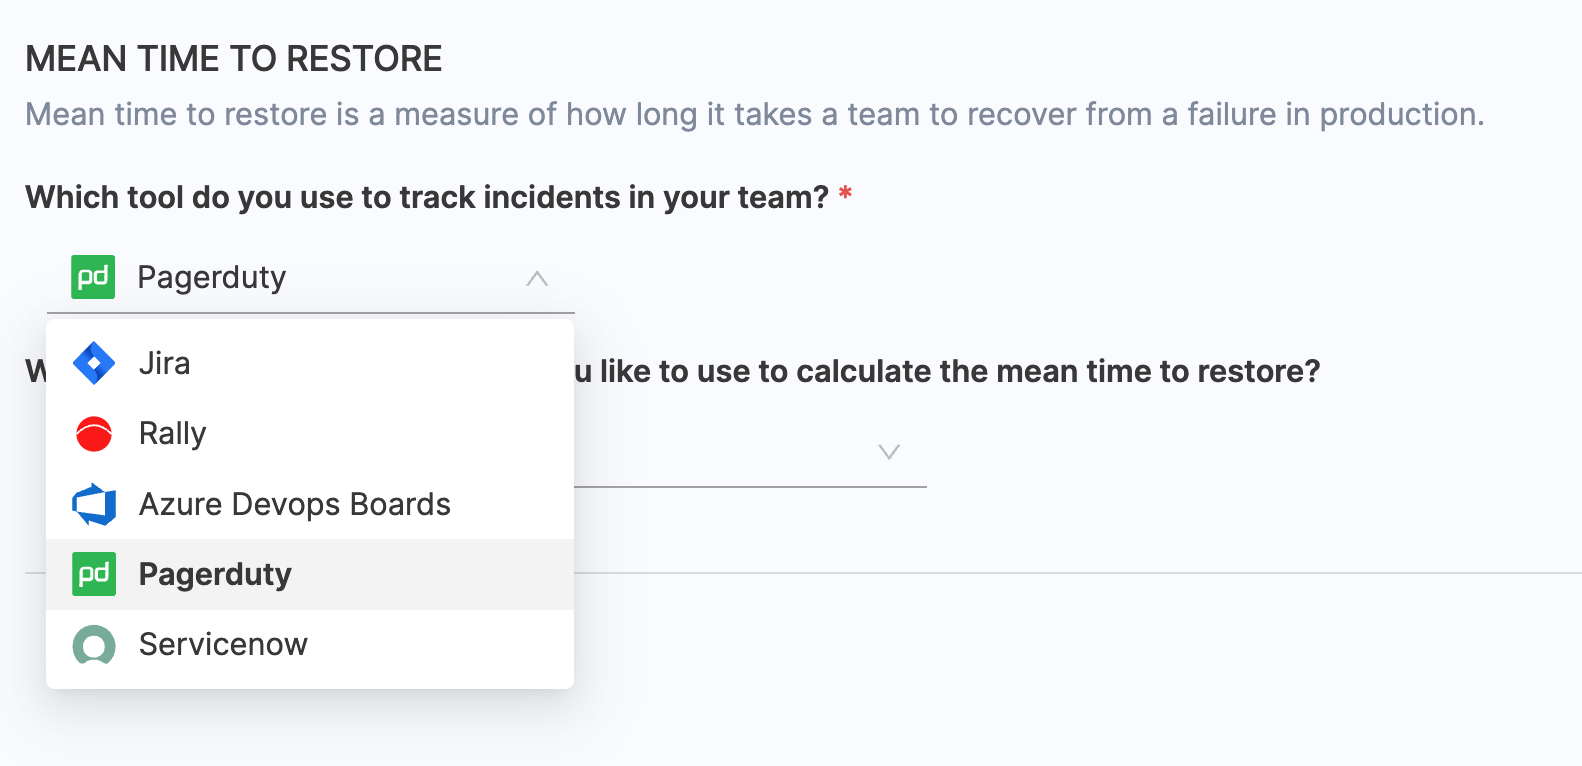 MEAN TIME TO RESTORE
Mean time to restore is a measure of how long it takes a team to recover from a failure in production.
Which tool do you use to track incidents in your team? *
pd Pagerduty
like to use to calculate the mean time to restore?
Jira
Rally
Azure Devops Boards
pd Pagerduty
Servicenow